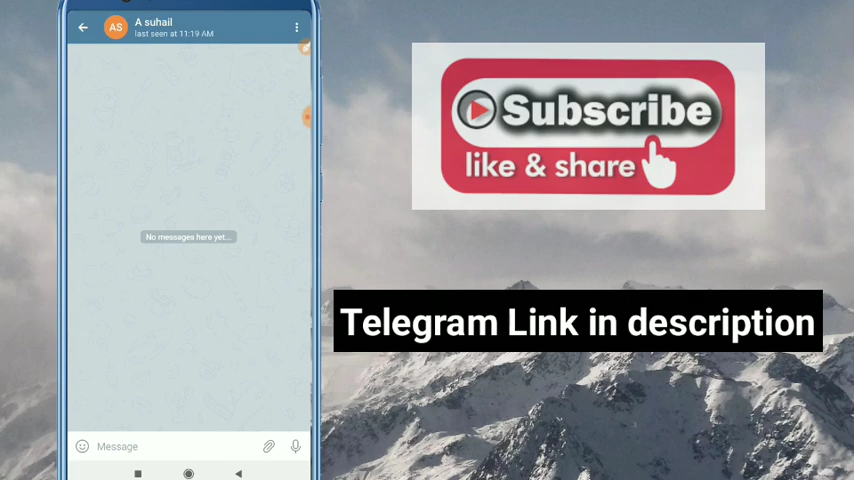 AS
A suhail
last seen at 11:19 AM
No messages here yet...
Message
Subscribe
like & share
Telegram Link in description